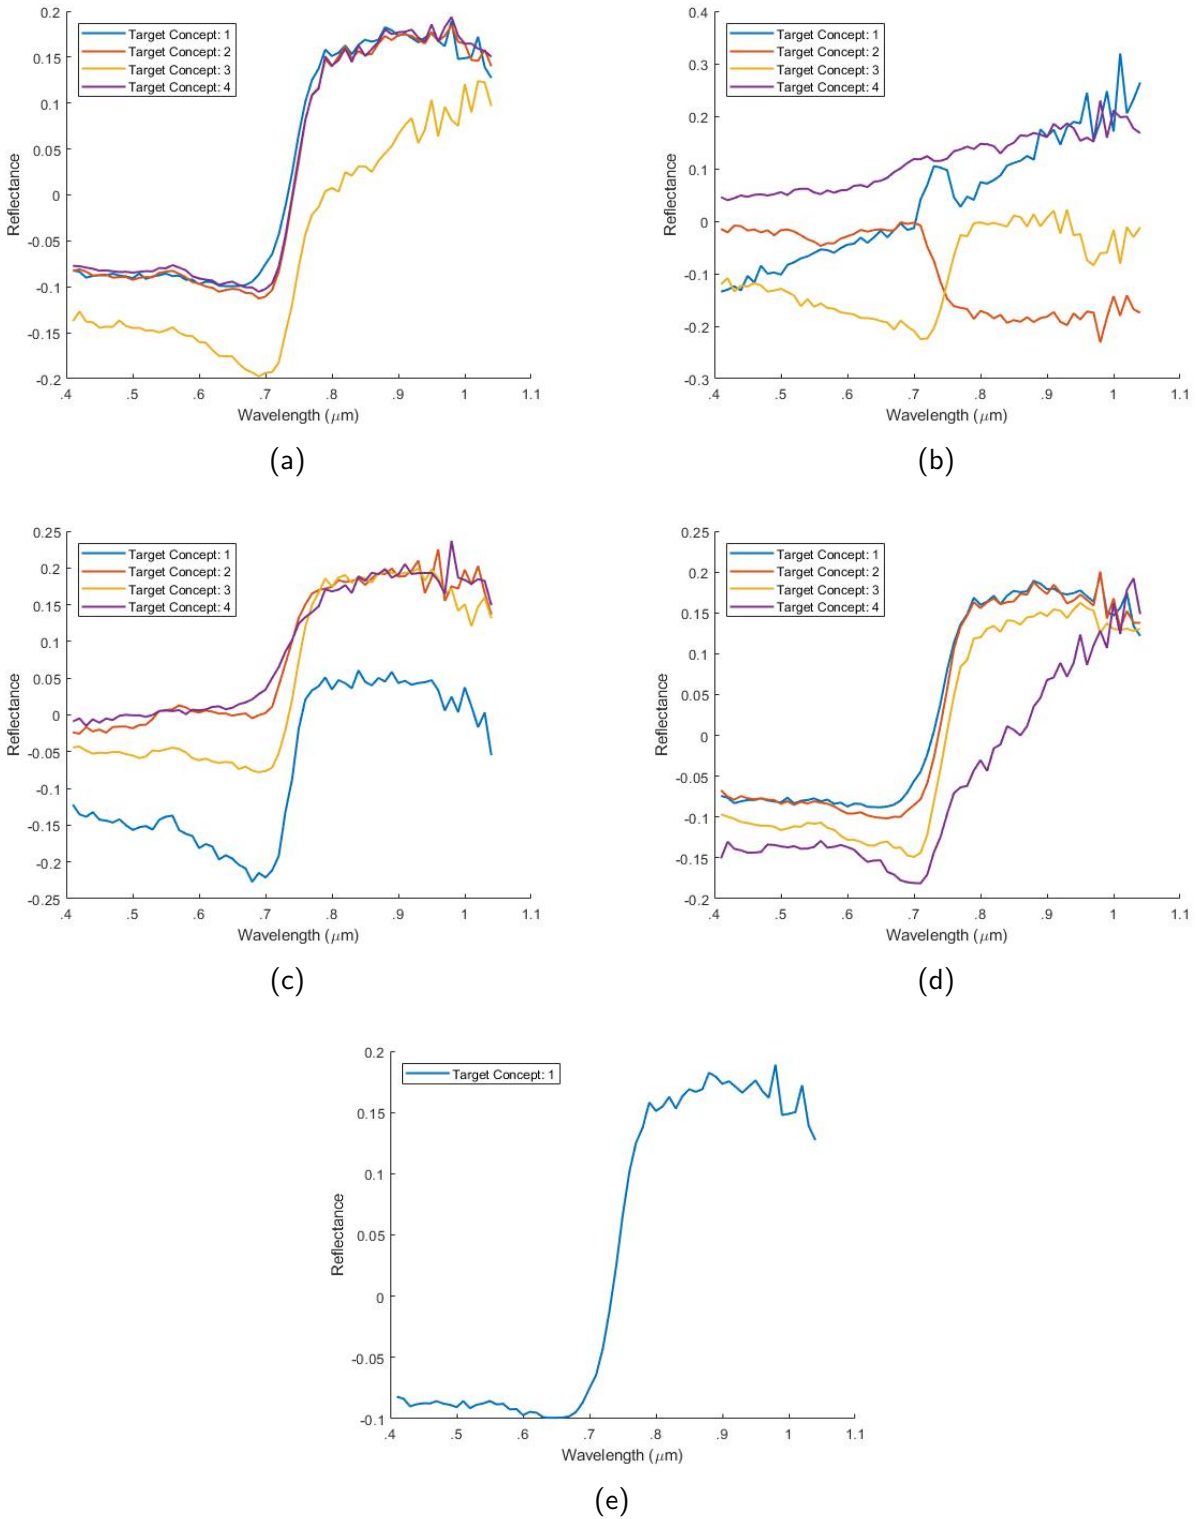 0.2
0.15
0.1
0.05
0
-0.05
-0.1
-0.15
-0.2
Reflectance
Target Concept: 1
Target Concept: 2
Target Concept: 3
Target Concept: 4
.4 .5 .6 .7 .8 .9 1 1.1
Wavelength (μm)
(a)
0.4
0.3
0.2
0.1
0
-0.1
-0.2
-0.3
Reflectance
Target Concept: 1
Target Concept: 2
Target Concept: 3
Target Concept: 4
.4 .5 .6 .7 .8 .9 1 1.1
Wavelength (μm)
(b)
0.25
0.2
0.15
0.1
0.05
0
-0.05
-0.1
-0.15
-0.2
-0.25
Reflectance
Target Concept: 1
Target Concept: 2
Target Concept: 3
Target Concept: 4
.4 .5 .6 .7 .8 .9 1 1.1
Wavelength (μm)
(c)
0.25
0.2
0.15
0.1
0.05
0
-0.05
-0.1
-0.15
-0.2
Reflectance
Target Concept: 1
Target Concept: 2
Target Concept: 3
Target Concept: 4
.4 .5 .6 .7 .8 .9 1 1.1
Wavelength (μm)
(d)
0.2
0.15
0.1
0.05
0
-0.05
-0.1
Reflectance
Target Concept: 1
.4 .5 .6 .7 .8 .9 1 1.1
Wavelength (μm)
(e)